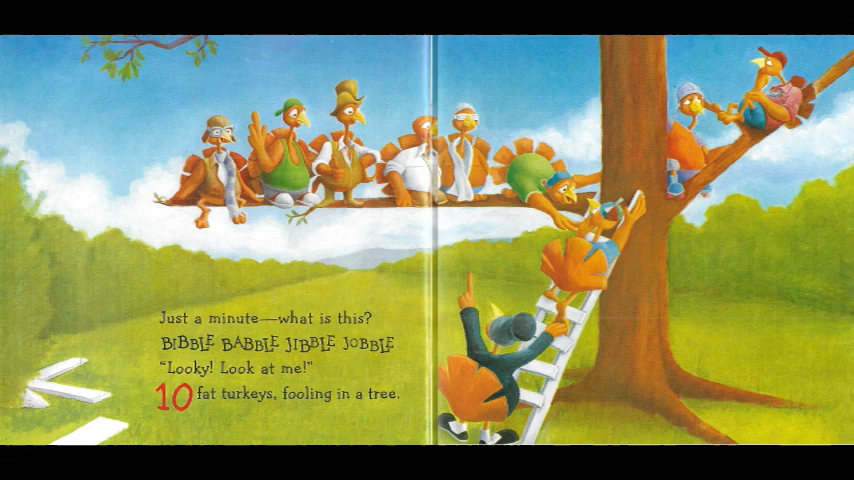 Just a minute—what is this?
BIBBLE BABBLE JIBBLE JOBBLE
"Looky! Look at me!"
10 fat turkeys, fooling in a tree.